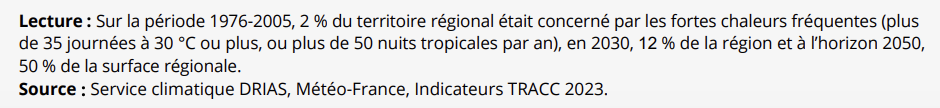 Lecture : Sur la période 1976-2005, 2 % du territoire régional était concerné par les fortes chaleurs fréquentes (plus
de 35 journées à 30 °C ou plus, ou plus de 50 nuits tropicales par an), en 2030, 12 % de la région et à l’horizon 2050,
50 % de la surface régionale.
Source : Service climatique DRIAS, Météo-France, Indicateurs TRACC 2023.